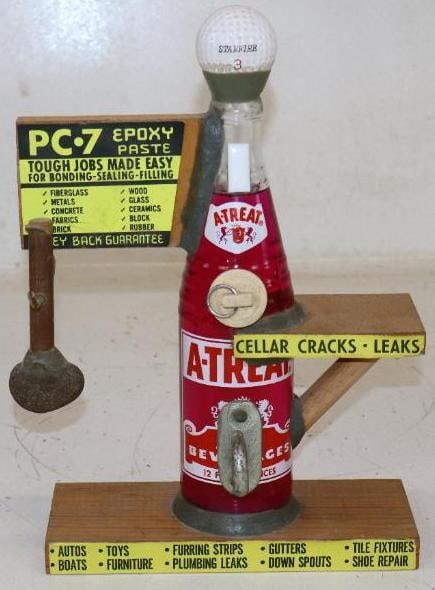 STARFIRE
3
PC•7 EPOXY PASTE
TOUGH JOBS MADE EASY
FOR BONDING-SEALING-FILLING
✓ FIBERGLASS ✓ WOOD
✓ METALS ✓ GLASS
✓ CONCRETE ✓ CERAMICS
FABRICS ✓ BLOCK
BRICK ✓ RUBBER
BACK GUARANTEE
A-TREAT
CELLAR CRACKS • LEAKS
A-TREAT
12
• AUTOS • TOYS • FURRING STRIPS • GUTTERS • TILE FIXTURES
• BOATS • FURNITURE • PLUMBING LEAKS • DOWN SPOUTS • SHOE REPAIR